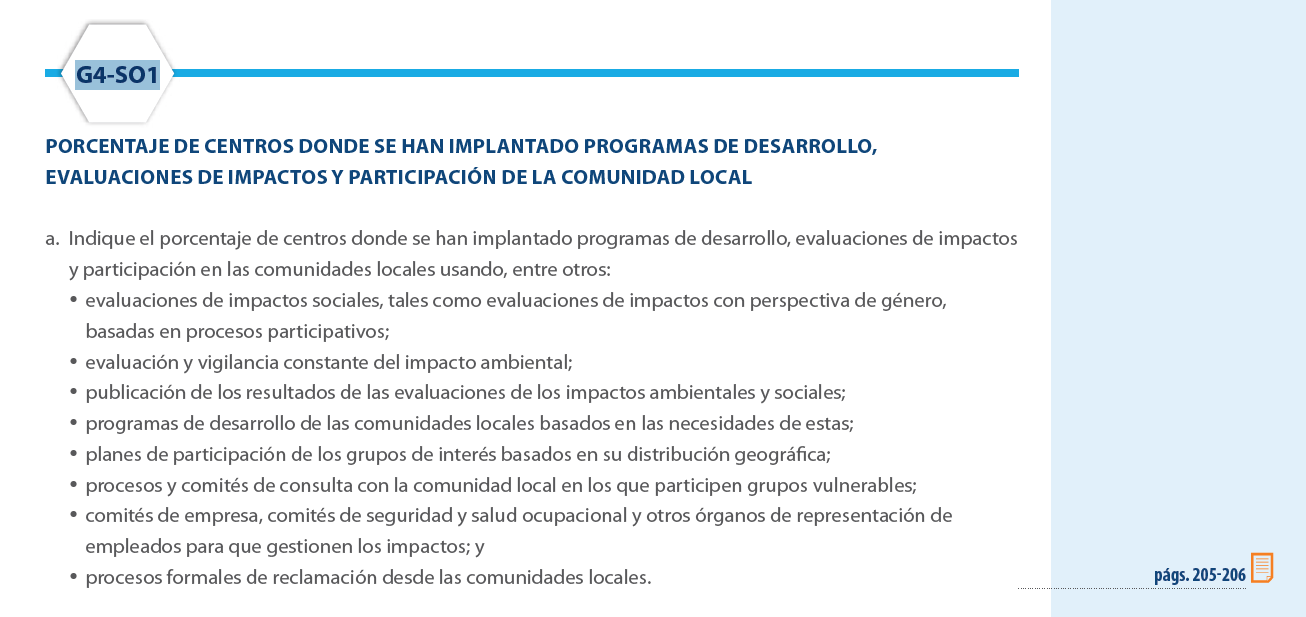 G4-SO1
PORCENTAJE DE CENTROS DONDE SE HAN IMPLANTADO PROGRAMAS DE DESARROLLO,
EVALUACIONES DE IMPACTOS Y PARTICIPACIÓN DE LA COMUNIDAD LOCAL
a. Indique el porcentaje de centros donde se han implantado programas de desarrollo, evaluaciones de impactos
y participación en las comunidades locales usando, entre otros:
• evaluaciones de impactos sociales, tales como evaluaciones de impactos con perspectiva de género,
basadas en procesos participativos;
• evaluación y vigilancia constante del impacto ambiental;
• publicación de los resultados de las evaluaciones de los impactos ambientales y sociales;
• programas de desarrollo de las comunidades locales basados en las necesidades de estas;
• planes de participación de los grupos de interés basados en su distribución geográfica;
• procesos y comités de consulta con la comunidad local en los que participen grupos vulnerables;
• comités de empresa, comités de seguridad y salud ocupacional y otros órganos de representación de
empleados para que gestionen los impactos; y
• procesos formales de reclamación desde las comunidades locales.
págs. 205-206